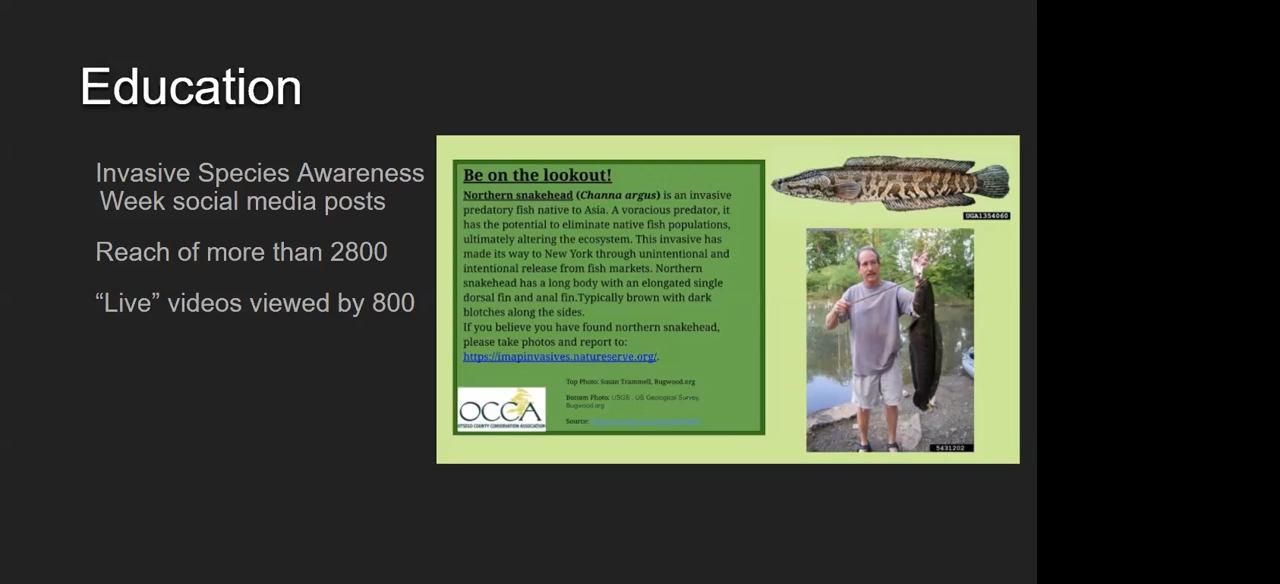 Education
Invasive Species Awareness
Week social media posts
Reach of more than 2800
“Live” videos viewed by 800
Be on the lookout!
Northern snakehead (Channa argus) is an invasive
predatory fish native to Asia. A voracious predator, it
has the potential to eliminate native fish populations,
ultimately altering the ecosystem. This invasive has
made its way to New York through unintentional and
intentional release from fish markets. Northern
snakehead has a long body with an elongated single
dorsal fin and anal fin.Typically brown with dark
blotches along the sides.
If you believe you have found northern snakehead,
please take photos and report to:
https://imapinvasives.natureserve.org/.
Top Photo: Susan Trammell, Bugwood.org
Bottom Photo: USGS , US Geological Survey,
Bugwood.org
Source:
OCCA
OTSEGO COUNTY CONSERVATION ASSOCIATION
UGA1354060
5431202